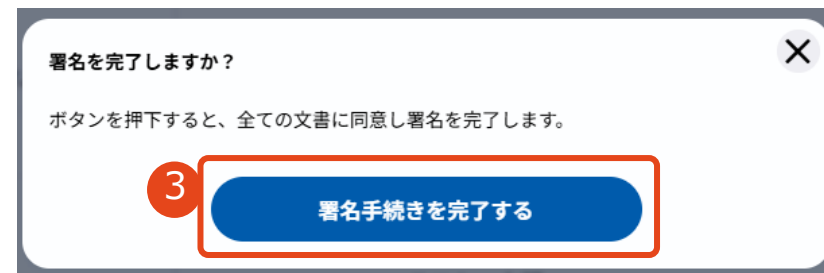 署名を完了しますか？
ボタンを押下すると、全ての文書に同意し署名を完了します。
3
署名手続きを完了する